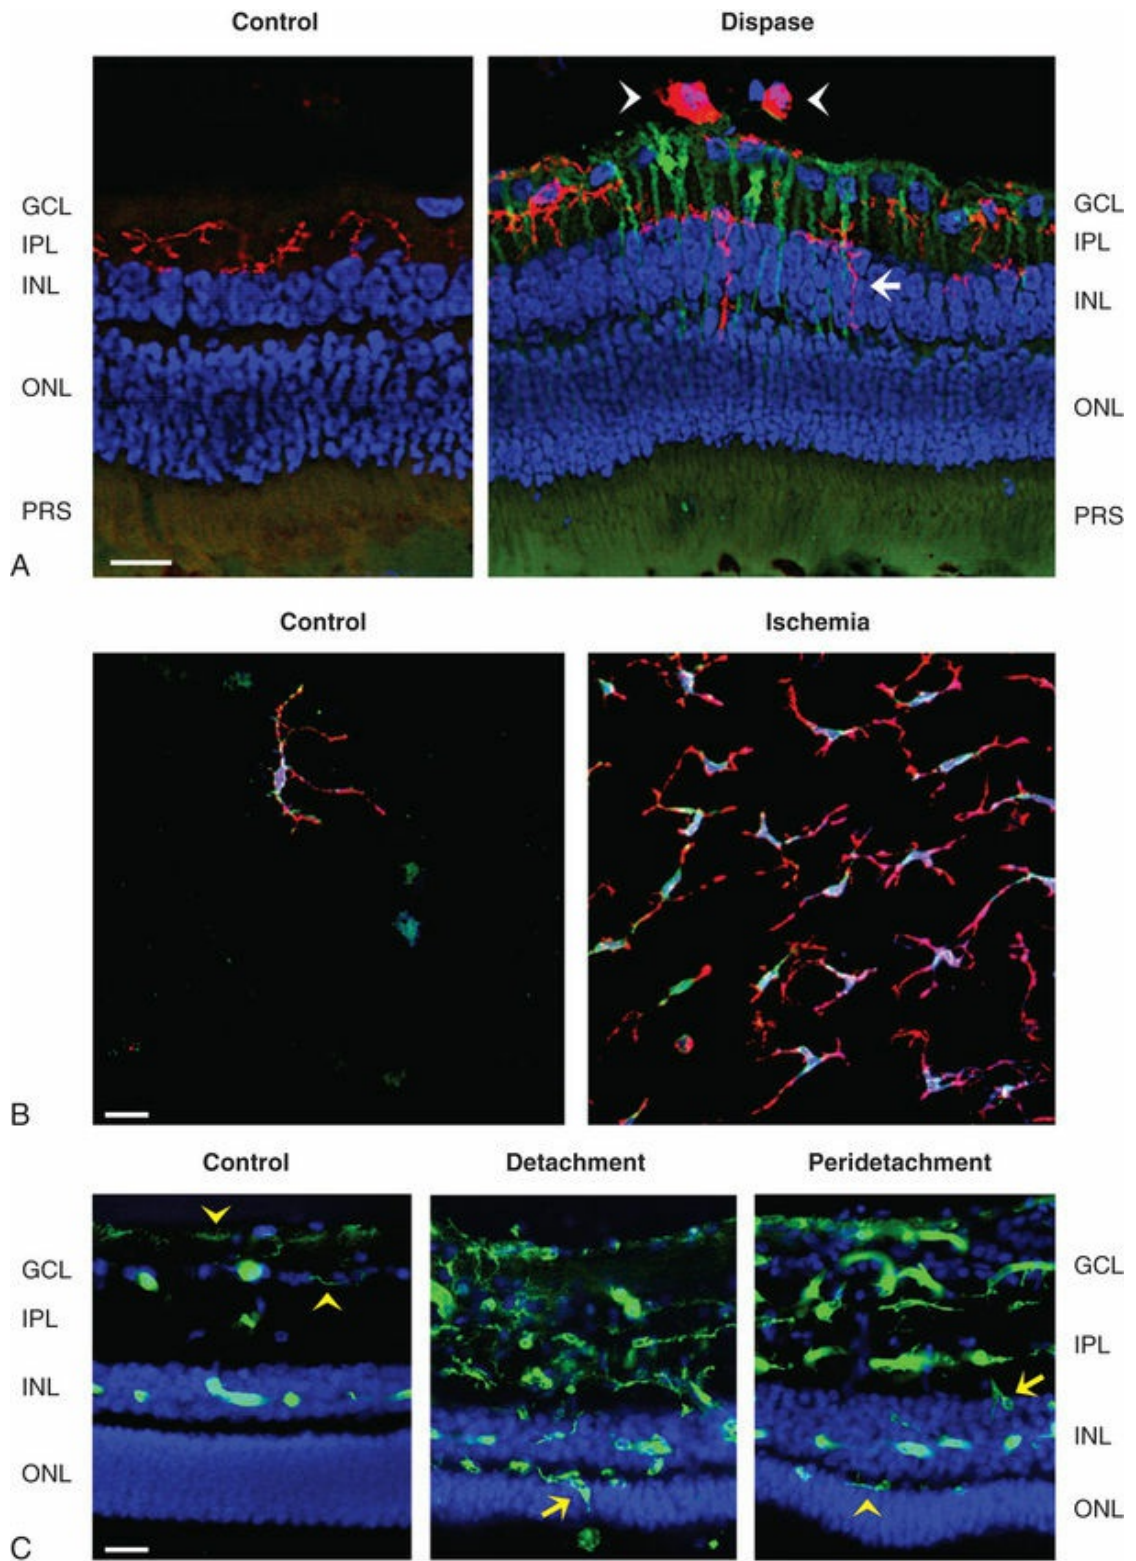 Control Dispase
GCL GCL
IPL IPL
INL INL
ONL ONL
PRS PRS
A
Control Ischemia
B
Control Detachment Peridetachment
GCL GCL
IPL IPL
INL INL
ONL ONL
C